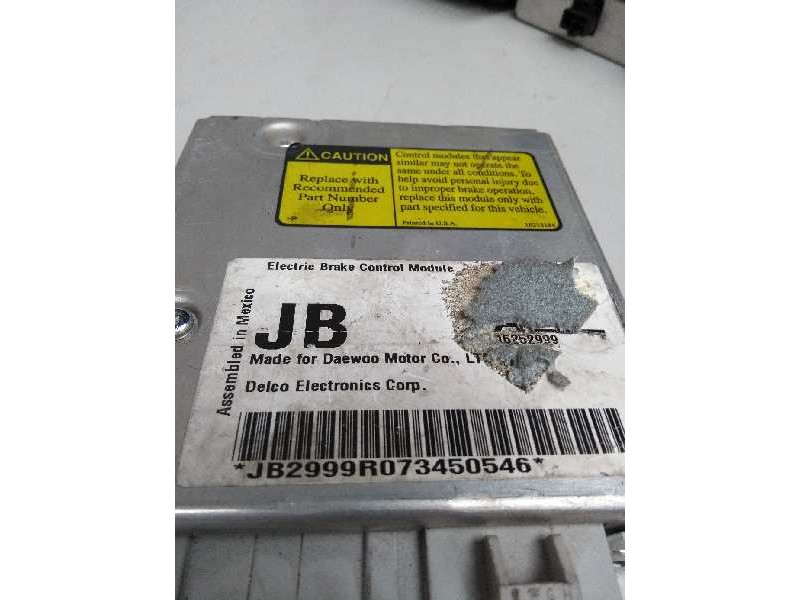 CAUTION
Replace with
Recommended
Part Number
Only
Control modules that appear
similar may not operate the
same under all conditions. To
help avoid personal injury due
to improper brake operation,
replace this module only with
part specified for this vehicle.
Printed in U.S.A.
Electric Brake Control Module
Assembled in Mexico
JB
16252999
Made for Daewoo Motor Co., LT
Delco Electronics Corp.
*JB2999R073450546*